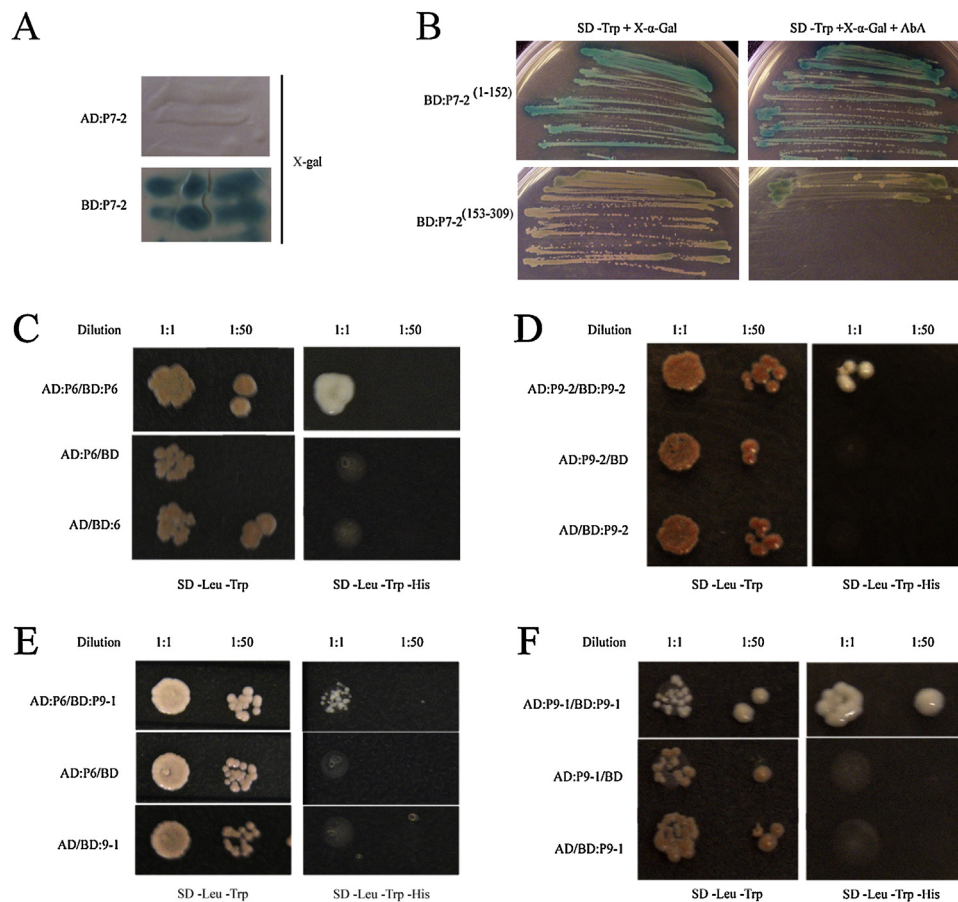 A
AD:P7-2
BD:P7-2
X-gal
B
SD -Trp + X-α-Gal
SD -Trp +X-α-Gal + AbA
BD:P7-2 (1-152)
BD:P7-2 (153-309)
C
Dilution 1:1 1:50 1:1 1:50
AD:P6/BD:P6
AD:P6/BD
AD/BD:6
SD -Leu -Trp
SD -Leu -Trp -His
D
Dilution 1:1 1:50 1:1 1:50
AD:P9-2/BD:P9-2
AD:P9-2/BD
AD/BD:P9-2
SD -Leu -Trp
SD -Leu -Trp -His
E
Dilution 1:1 1:50 1:1 1:50
AD:P6/BD:P9-1
AD:P6/BD
AD/BD:9-1
SD -Leu -Trp
SD -Leu -Trp -His
F
Dilution 1:1 1:50 1:1 1:50
AD:P9-1/BD:P9-1
AD:P9-1/BD
AD/BD:P9-1
SD -Leu -Trp
SD -Leu -Trp -His